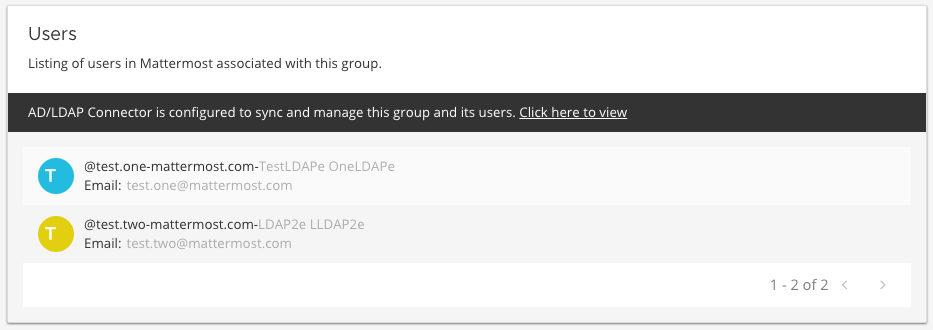 Users
Listing of users in Mattermost associated with this group.
AD/LDAP Connector is configured to sync and manage this group and its users. Click here to view
T
@test.one-mattermost.com-TestLDAPe OneLDAPe
Email: test.one@mattermost.com
T
@test.two-mattermost.com-LDAP2e LLDAP2e
Email: test.two@mattermost.com
1 - 2 of 2